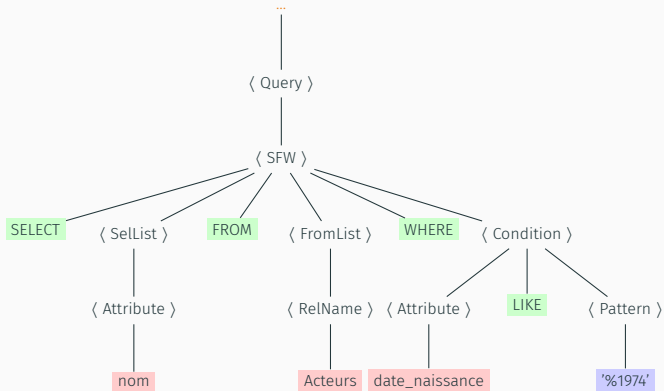 ...
⟨ Query ⟩
⟨ SFW ⟩
SELECT ⟨ SelList ⟩ FROM ⟨ FromList ⟩ WHERE ⟨ Condition ⟩
⟨ Attribute ⟩ ⟨ RelName ⟩ ⟨ Attribute ⟩ LIKE ⟨ Pattern ⟩
nom Acteurs date_naissance ’%1974’